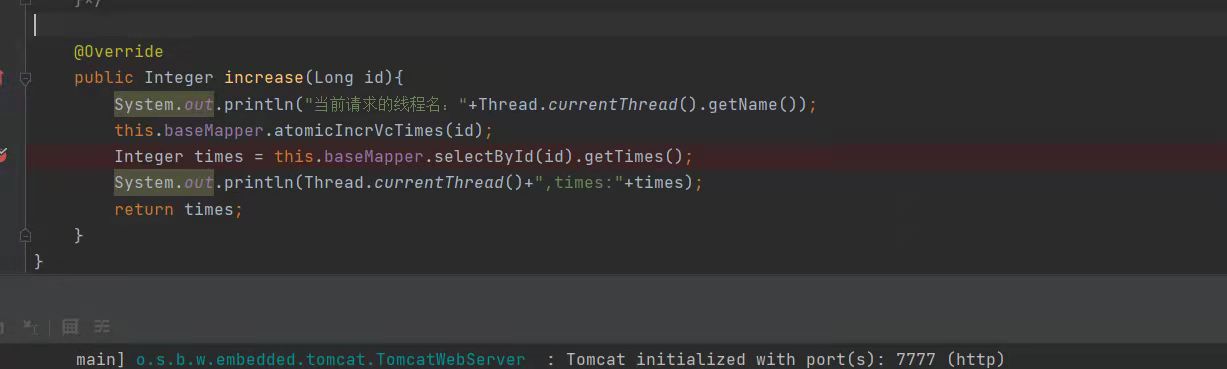 }*/
@Override
public Integer increase(Long id){
System.out.println("当前请求的线程名："+Thread.currentThread().getName());
this.baseMapper.atomicIncrVcTimes(id);
Integer times = this.baseMapper.selectById(id).getTimes();
System.out.println(Thread.currentThread()+",times:"+times);
return times;
}
}
main] o.s.b.w.embedded.tomcat.TomcatWebServer : Tomcat initialized with port(s): 7777 (http)